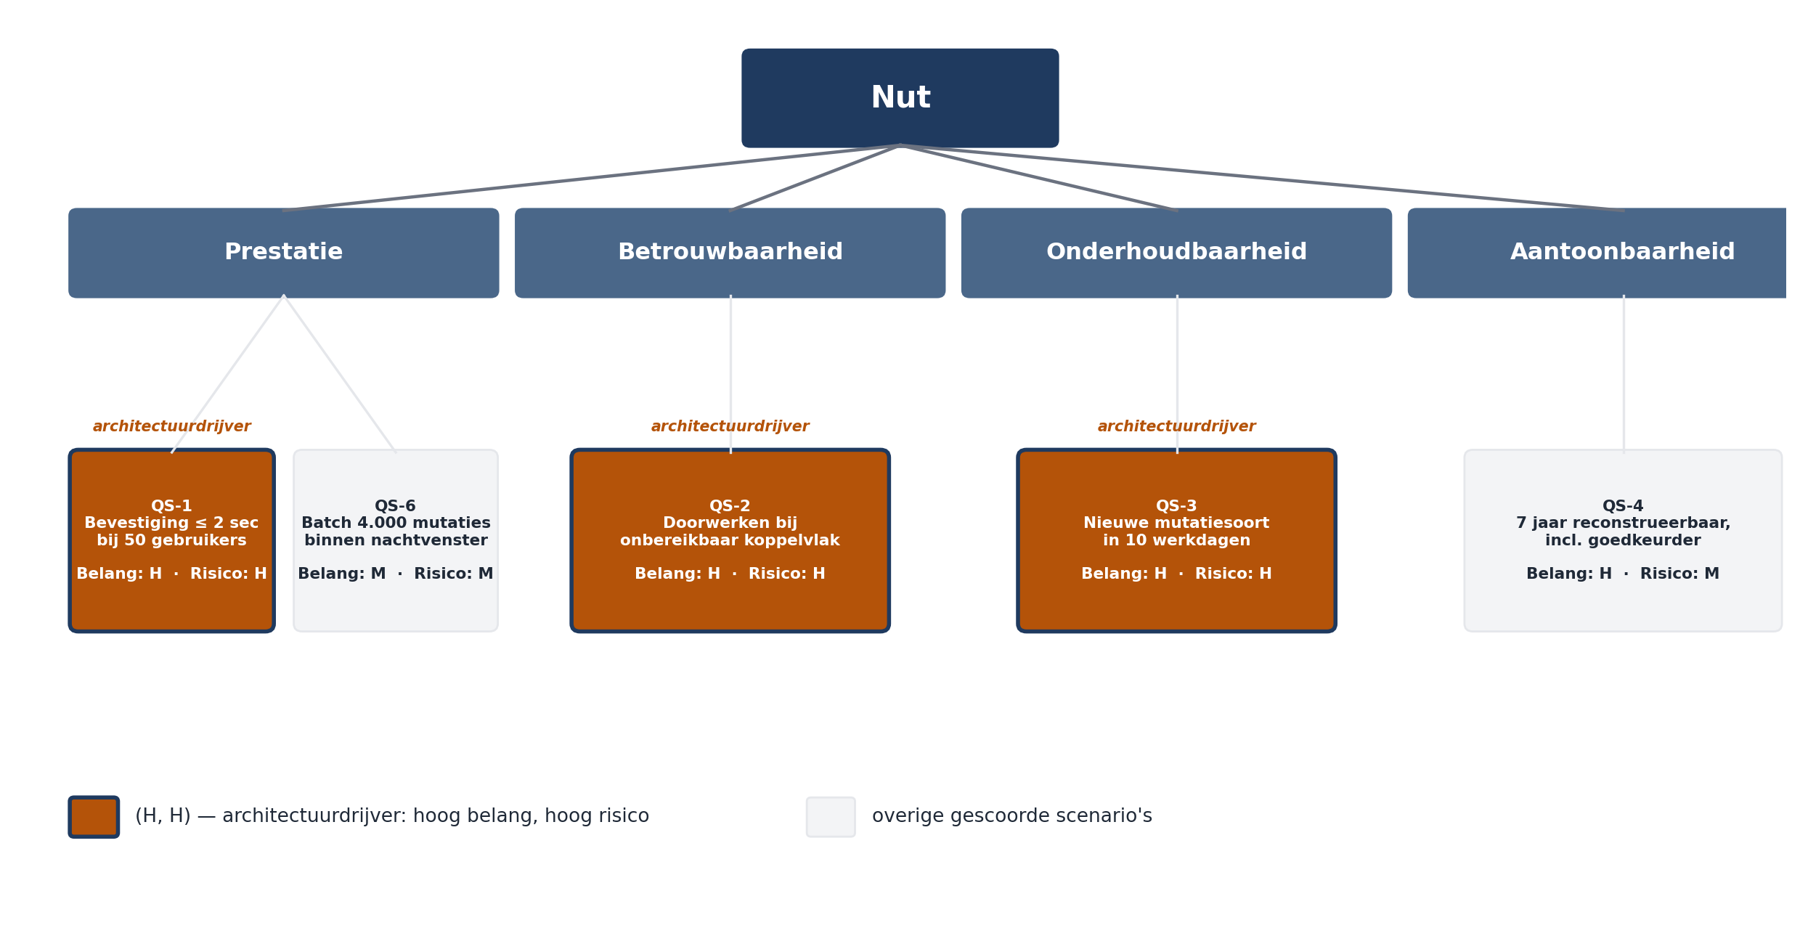 Nut
Prestatie
Betrouwbaarheid
Onderhoudbaarheid
Aantoonbaarheid
architectuurdrijver
architectuurdrijver
architectuurdrijver
QS-1
Bevestiging ≤ 2 sec
bij 50 gebruikers
Belang: H · Risico: H
QS-6
Batch 4.000 mutaties
binnen nachtvenster
Belang: M · Risico: M
QS-2
Doorwerken bij
onbereikbaar koppelvlak
Belang: H · Risico: H
QS-3
Nieuwe mutatiesoort
in 10 werkdagen
Belang: H · Risico: H
QS-4
7 jaar reconstrueerbaar,
incl. goedkeurder
Belang: H · Risico: M
(H, H) — architectuurdrijver: hoog belang, hoog risico
overige gescoorde scenario's